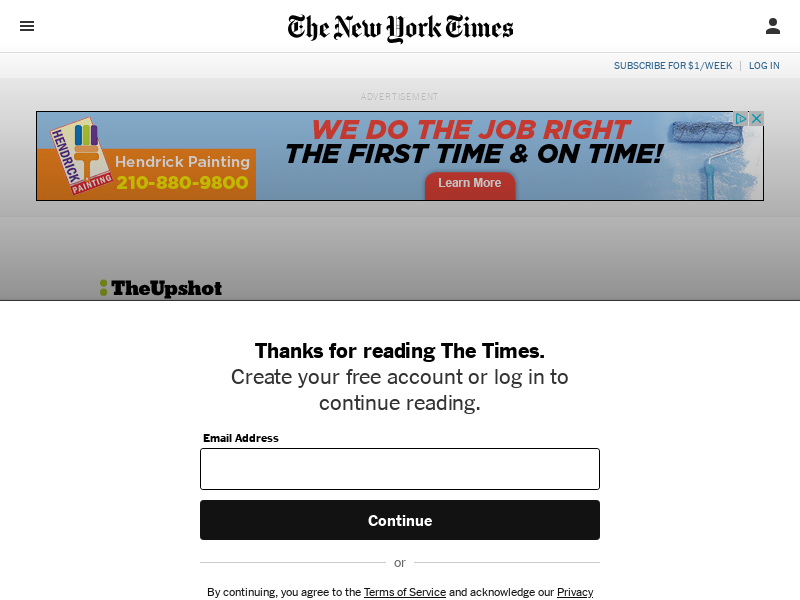 The New York Times
SUBSCRIBE FOR $1/WEEK
LOG IN
ADVERTISEMENT
HENDRICK
PAINTING
Hendrick Painting
210-880-9800
WE DO THE JOB RIGHT
THE FIRST TIME & ON TIME!
Learn More
TheUpshot
Thanks for reading The Times.
Create your free account or log in to
continue reading.
Email Address
Continue
or
By continuing, you agree to the Terms of Service and acknowledge our Privacy